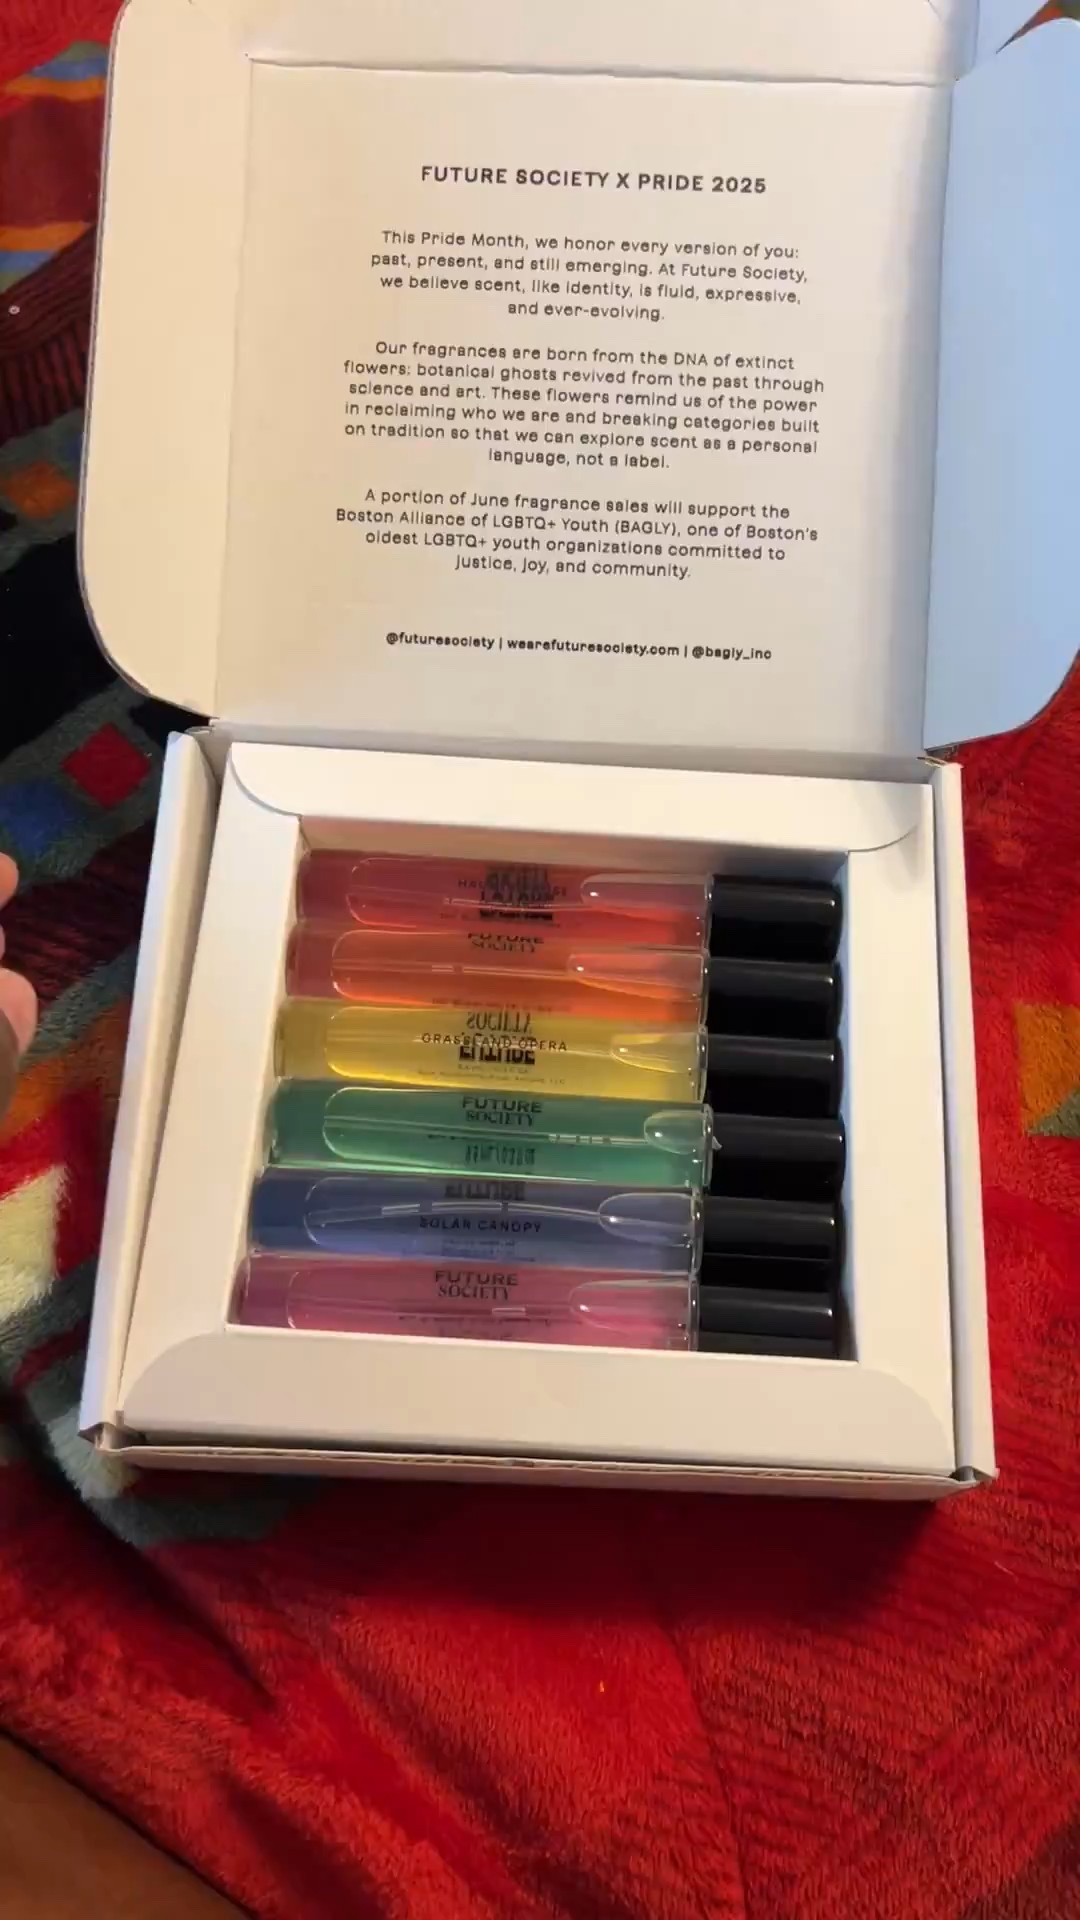 FUTURE SOCIETY X PRIDE 2025
This Pride Month, we honor every version of you:
past, present, and still emerging. At Future Society,
we believe scent, like identity, is fluid, expressive,
and ever-evolving.
Our fragrances are born from the DNA of extinct
flowers: botanical ghosts revived from the past through
science and art. These flowers remind us of the power
in reclaiming who we are and breaking categories built
on tradition so that we can explore scent as a personal
language, not a label.
A portion of June fragrance sales will support the
Boston Alliance of LGBTQ+ Youth (BAGLY), one of Boston's
oldest LGBTQ+ youth organizations committed to
justice, joy, and community.
@futuresociety | wearefuturesociety.com | @bagly_inc
FUTURE
SOCIETY
GRASSLAND OPERA
FUTURE
SOCIETY
SOLAR CANOPY
FUTURE
SOCIETY